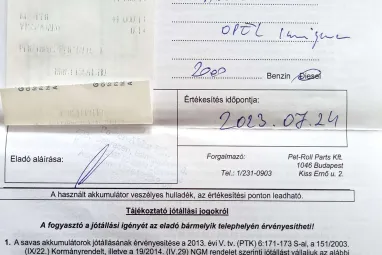 OPEL
2000 Benzin Diesel
Értékesítés időpontja:
2023.07.24
Eladó aláírása:
Forgalmazó: Pet-Roll Parts Kft.
1046 Budapest
Tel.: 1/231-0903 Kiss Ernő u. 2.
A használt akkumulátor veszélyes hulladék, az értékesítési ponton leadható.
Tájékoztató jótállási jogokról
A fogyasztó a jótállási igényét az eladó bármelyik telephelyén érvényesítheti!
1. A savas akkumulátorok jótállásának érvényesítése a 2013. évi V. tv. (PTK) 6:171-173 S-ai, a 151/2003.
(IX/22.) Kormányrendelet, illetve a 19/2014. (IV. 29) NGM rendelet szerinti jótállást vállaljuk az alábbi